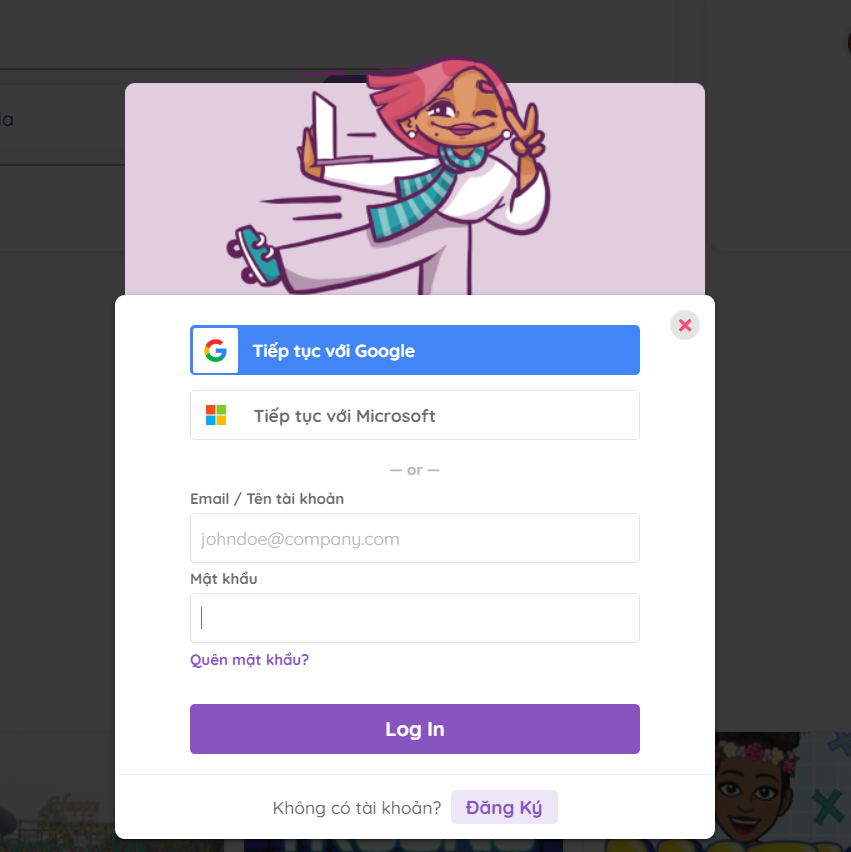 ia
Tiếp tục với Google
Tiếp tục với Microsoft
— or —
Email / Tên tài khoản
johndoe@company.com
Mật khẩu
Quên mật khẩu?
Log In
Không có tài khoản? Đăng Ký